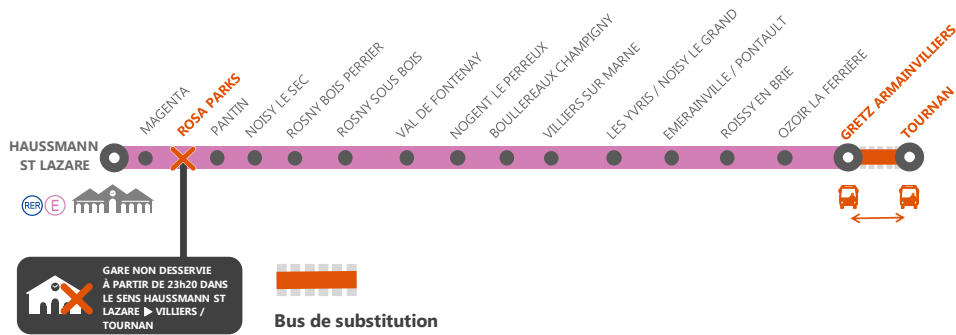 HAUSSMANN
ST LAZARE
MAGENTA
ROSA PARKS
PANTIN
NOISY LE SEC
ROSNY BOIS PERRIER
ROSNY SOUS BOIS
VAL DE FONTENAY
NOGENT LE PERREUX
BOULLEREAUX CHAMPIGNY
VILLIERS SUR MARNE
LES YVRIS / NOISY LE GRAND
EMERAINVILLE / PONTAULT
ROISSY EN BRIE
OZOIR LA FERRIÈRE
GRETZ ARMAINVILLIERS
TOURNAN
RER E
GARE NON DESSERVIE
À PARTIR DE 23h20 DANS
LE SENS HAUSSMANN ST
LAZARE ▶ VILLIERS /
TOURNAN
Bus de substitution